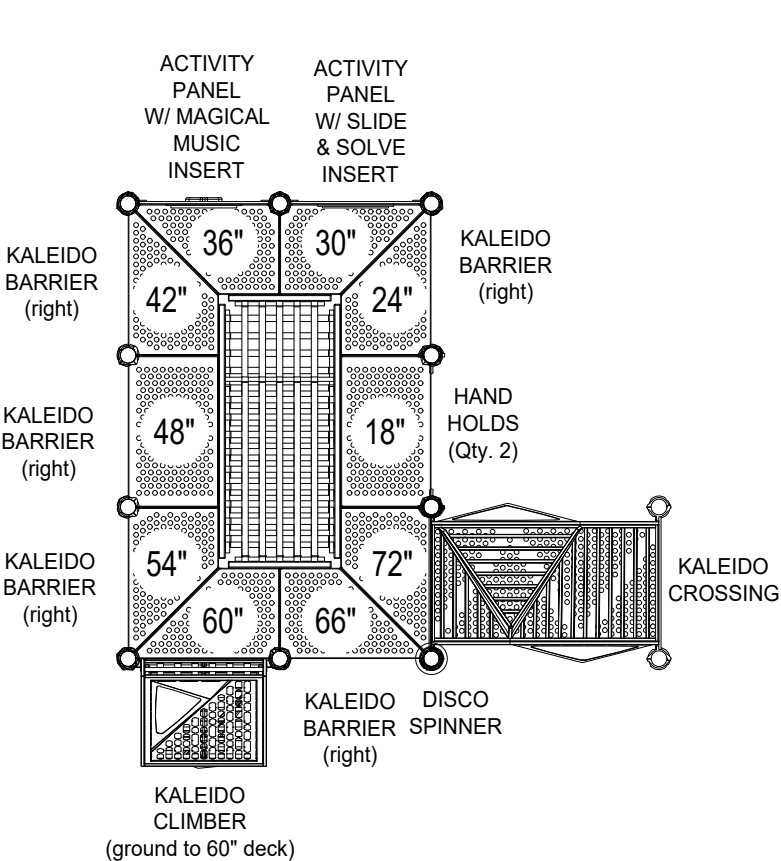 ACTIVITY
PANEL
W/ MAGICAL
MUSIC
INSERT
ACTIVITY
PANEL
W/ SLIDE
& SOLVE
INSERT
36"
30"
KALEIDO
BARRIER
(right)
42"
24"
KALEIDO
BARRIER
(right)
KALEIDO
BARRIER
(right)
48"
18"
HAND
HOLDS
(Qty. 2)
KALEIDO
BARRIER
(right)
54"
72"
KALEIDO
CROSSING
60"
66"
KALEIDO
BARRIER
(right)
DISCO
SPINNER
KALEIDO
CLIMBER
(ground to 60" deck)